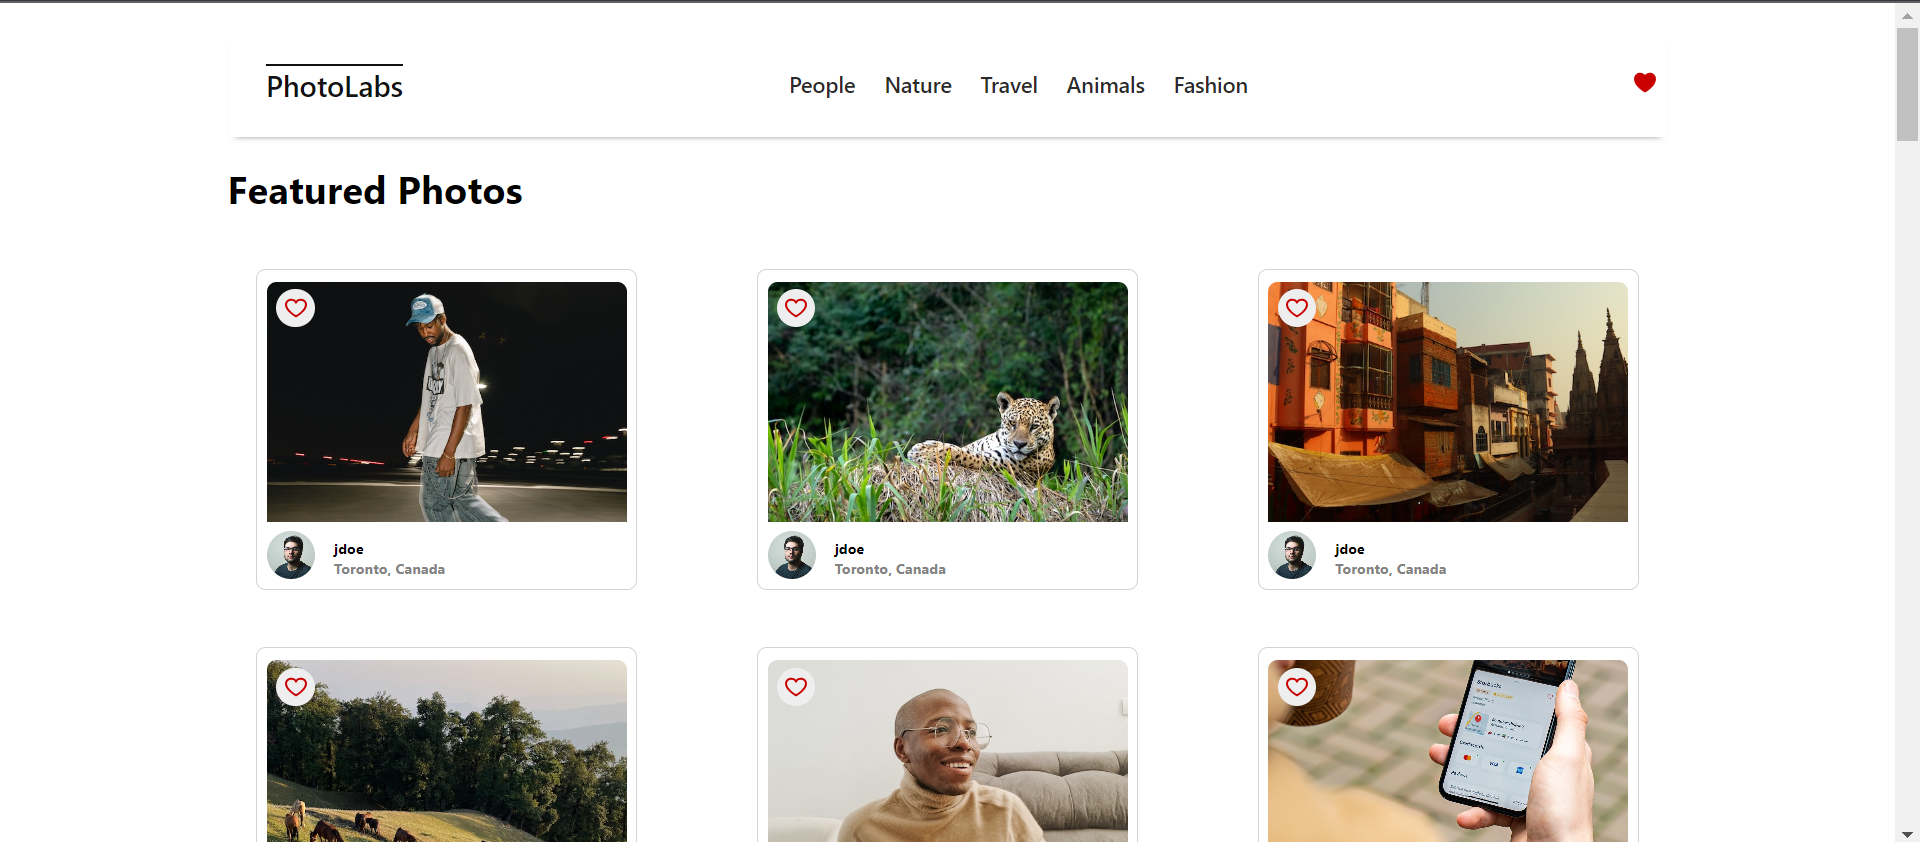 PhotoLabs
People Nature Travel Animals Fashion
Featured Photos
jdoe
Toronto, Canada
jdoe
Toronto, Canada
jdoe
Toronto, Canada